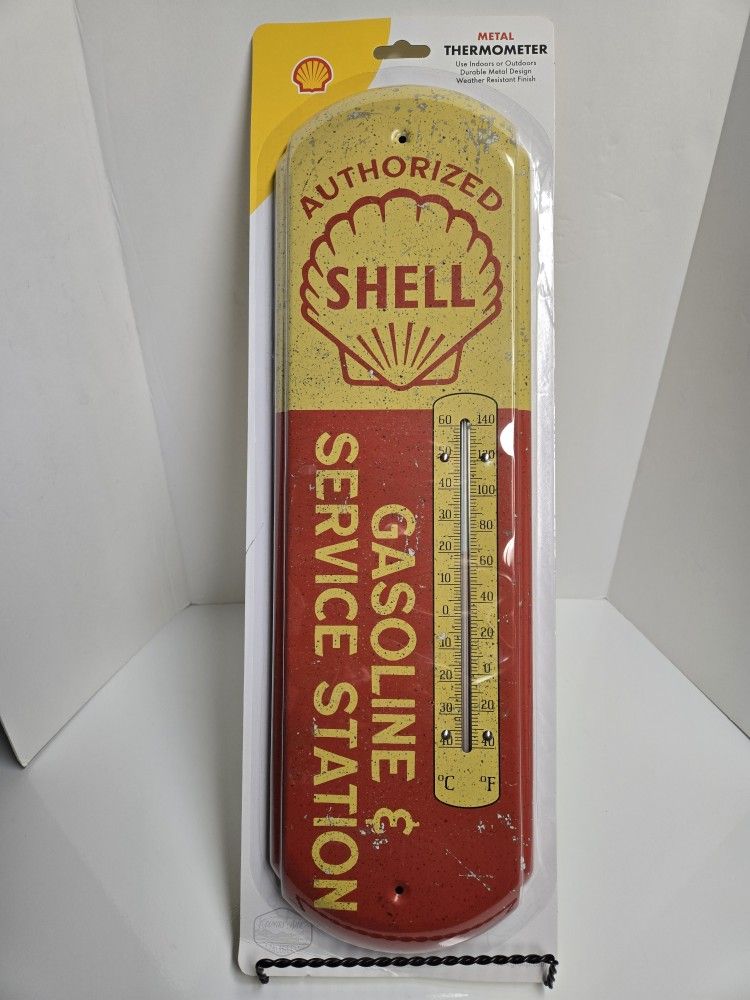 METAL
THERMOMETER
Use Indoors or Outdoors
Durable Metal Design
Weather Resistant Finish
AUTHORIZED
SHELL
GASOLINE &
SERVICE STATION
60 140
50 120
40 100
30 80
20 60
10 40
0 20
10 0
20 20
30 40
40
°C °F